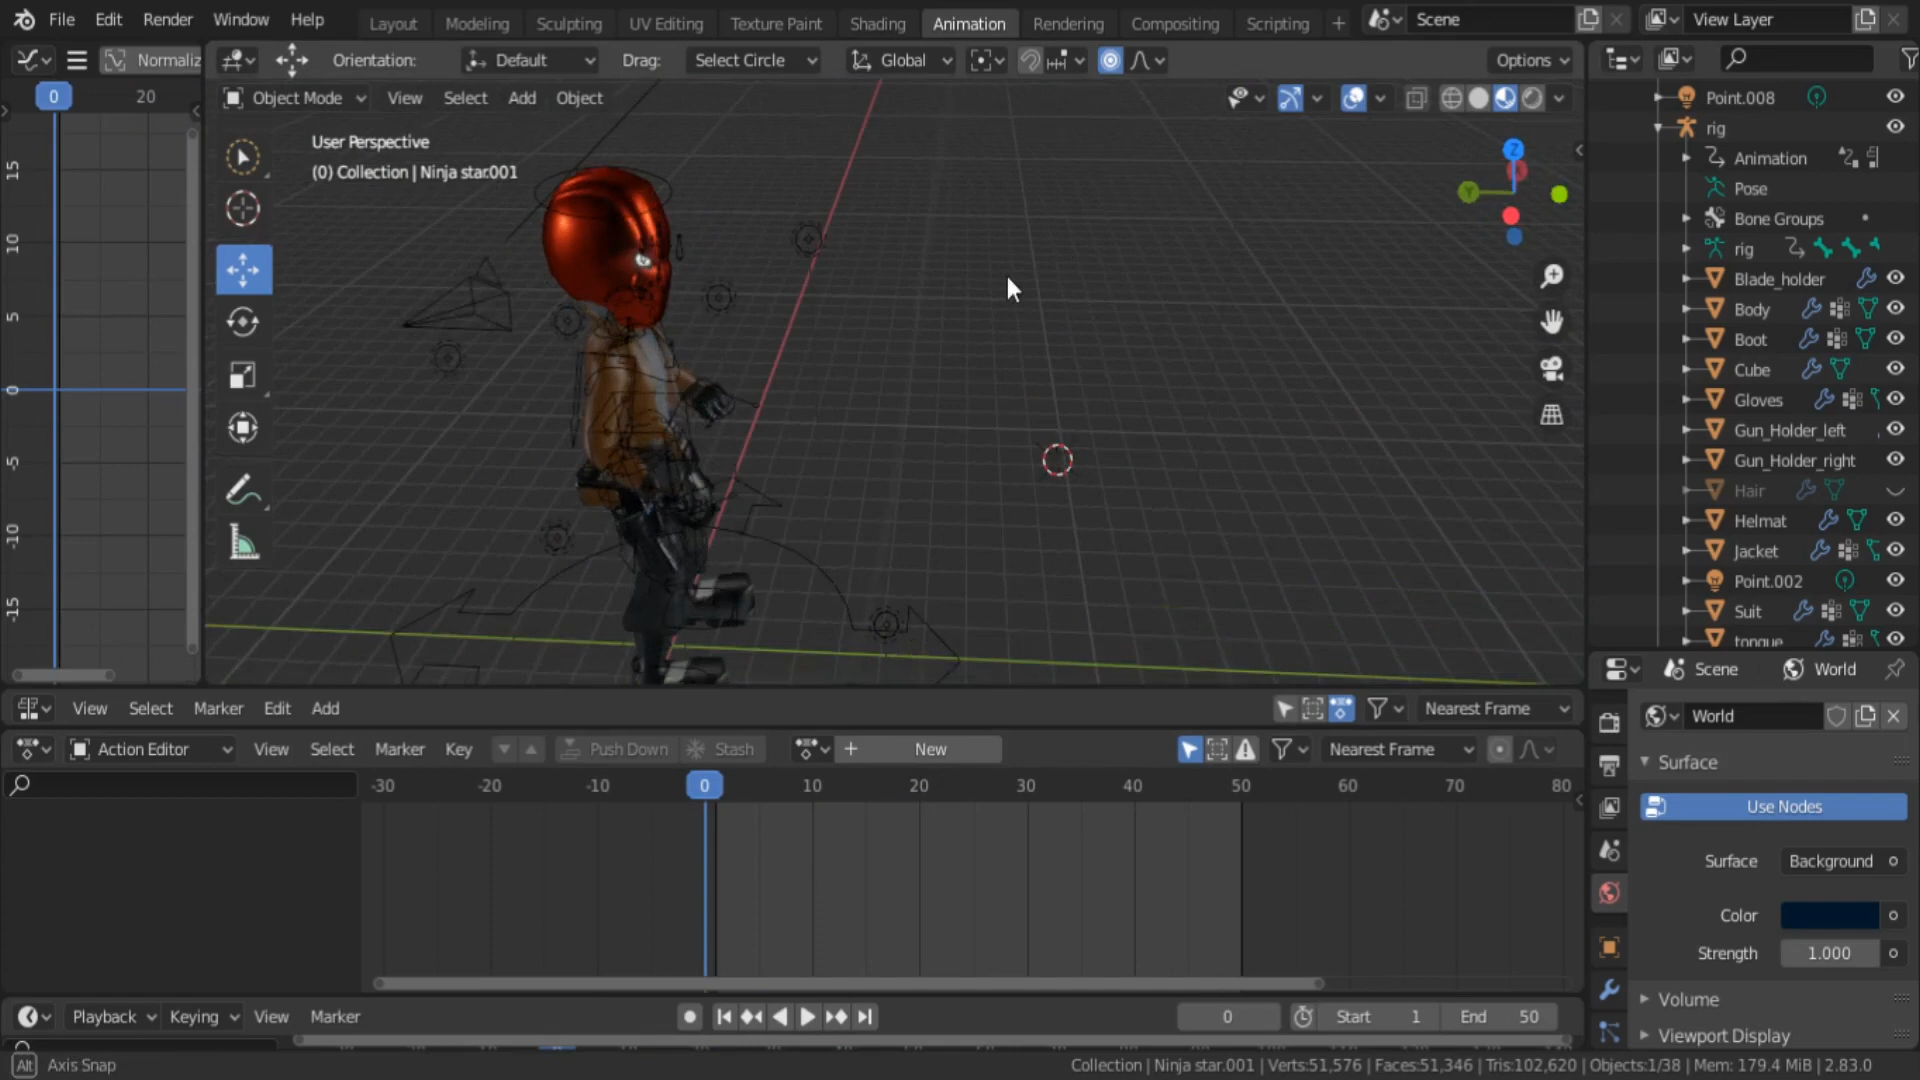 File Edit Render Window Help Layout Modeling Sculpting UV Editing Texture Paint Shading Animation Rendering Compositing Scripting + Scene View Layer
Normaliz Orientation: Default Drag: Select Circle Global Options
0 20 Object Mode View Select Add Object
User Perspective
(0) Collection | Ninja star.001
Z
Y
15
10
5
0
-5
-10
-15
Point.008
rig
Animation
Pose
Bone Groups
rig
Blade_holder
Body
Boot
Cube
Gloves
Gun_Holder_left
Gun_Holder_right
Hair
Helmat
Jacket
Point.002
Suit
tongue
Scene World
View Select Marker Edit Add Nearest Frame
Action Editor View Select Marker Key Push Down Stash + New Nearest Frame
-30 -20 -10 0 10 20 30 40 50 60 70 80
World
Surface
Use Nodes
Surface Background
Color
Strength 1.000
Volume
Viewport Display
Playback Keying View Marker 0 Start 1 End 50
Alt Axis Snap Collection | Ninja star.001 | Verts:51,576 | Faces:51,346 | Tris:102,620 | Objects:1/38 | Mem: 179.4 MiB | 2.83.0